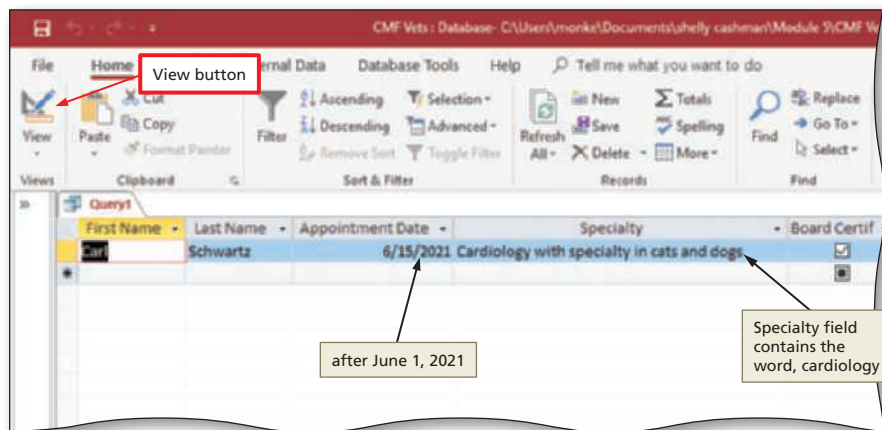 CMF Vets : Database- C:\Users\monke\Documents\shelly cashman\Module 9\CMF Ve
File Home ernal Data Database Tools Help Tell me what you want to do
View button
View
Paste
Cut
Copy
Format Painter
Filter
Ascending
Descending
Remove Sort
Selection
Advanced
Toggle Filter
Refresh All
New
Save
Delete
Totals
Spelling
More
Find
Replace
Go To
Select
Views Clipboard Sort & Filter Records Find
Query1
First Name Last Name Appointment Date Specialty Board Certif
Carl Schwartz 6/15/2021 Cardiology with specialty in cats and dogs
after June 1, 2021
Specialty field
contains the
word, cardiology